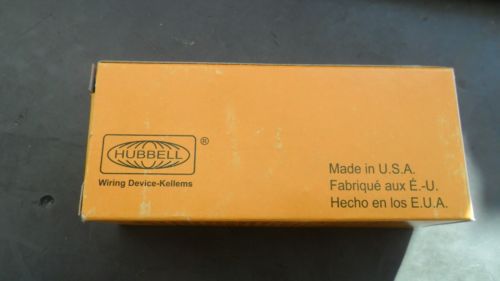 HUBBELL ®
Wiring Device-Kellems
Made in U.S.A.
Fabriqué aux É.-U.
Hecho en los E.U.A.